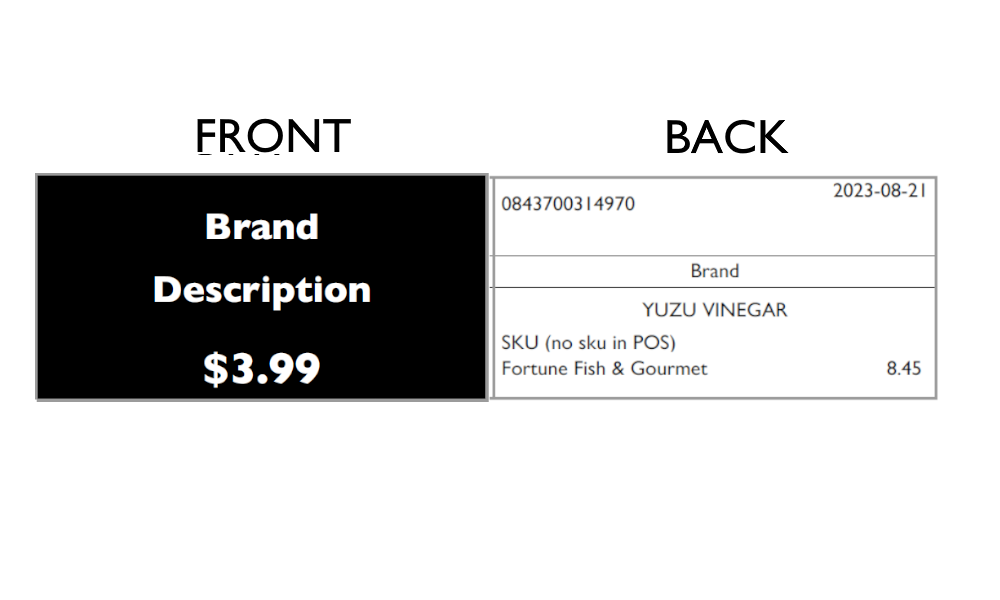 FRONT
BACK
Brand
Description
$3.99
2023-08-21
0843700314970
Brand
YUZU VINEGAR
SKU (no sku in POS)
Fortune Fish & Gourmet 8.45